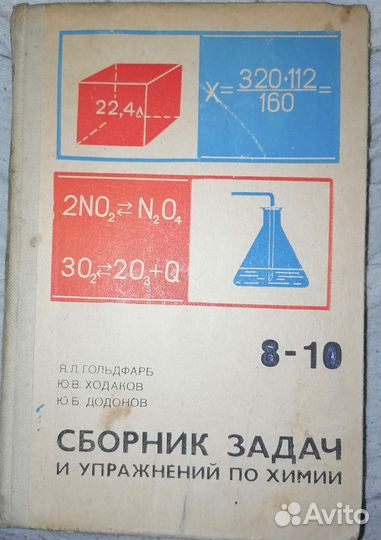 22,4л
X = 320·112 / 160 =
2NO₂ ⇄ N₂O₄
3O₂ ⇄ 2O₃ + Q
8-10
Я.Л. ГОЛЬДФАРБ
Ю.В. ХОДАКОВ
Ю.Б. ДОДОНОВ
СБОРНИК ЗАДАЧ
И УПРАЖНЕНИЙ ПО ХИМИИ
Avito